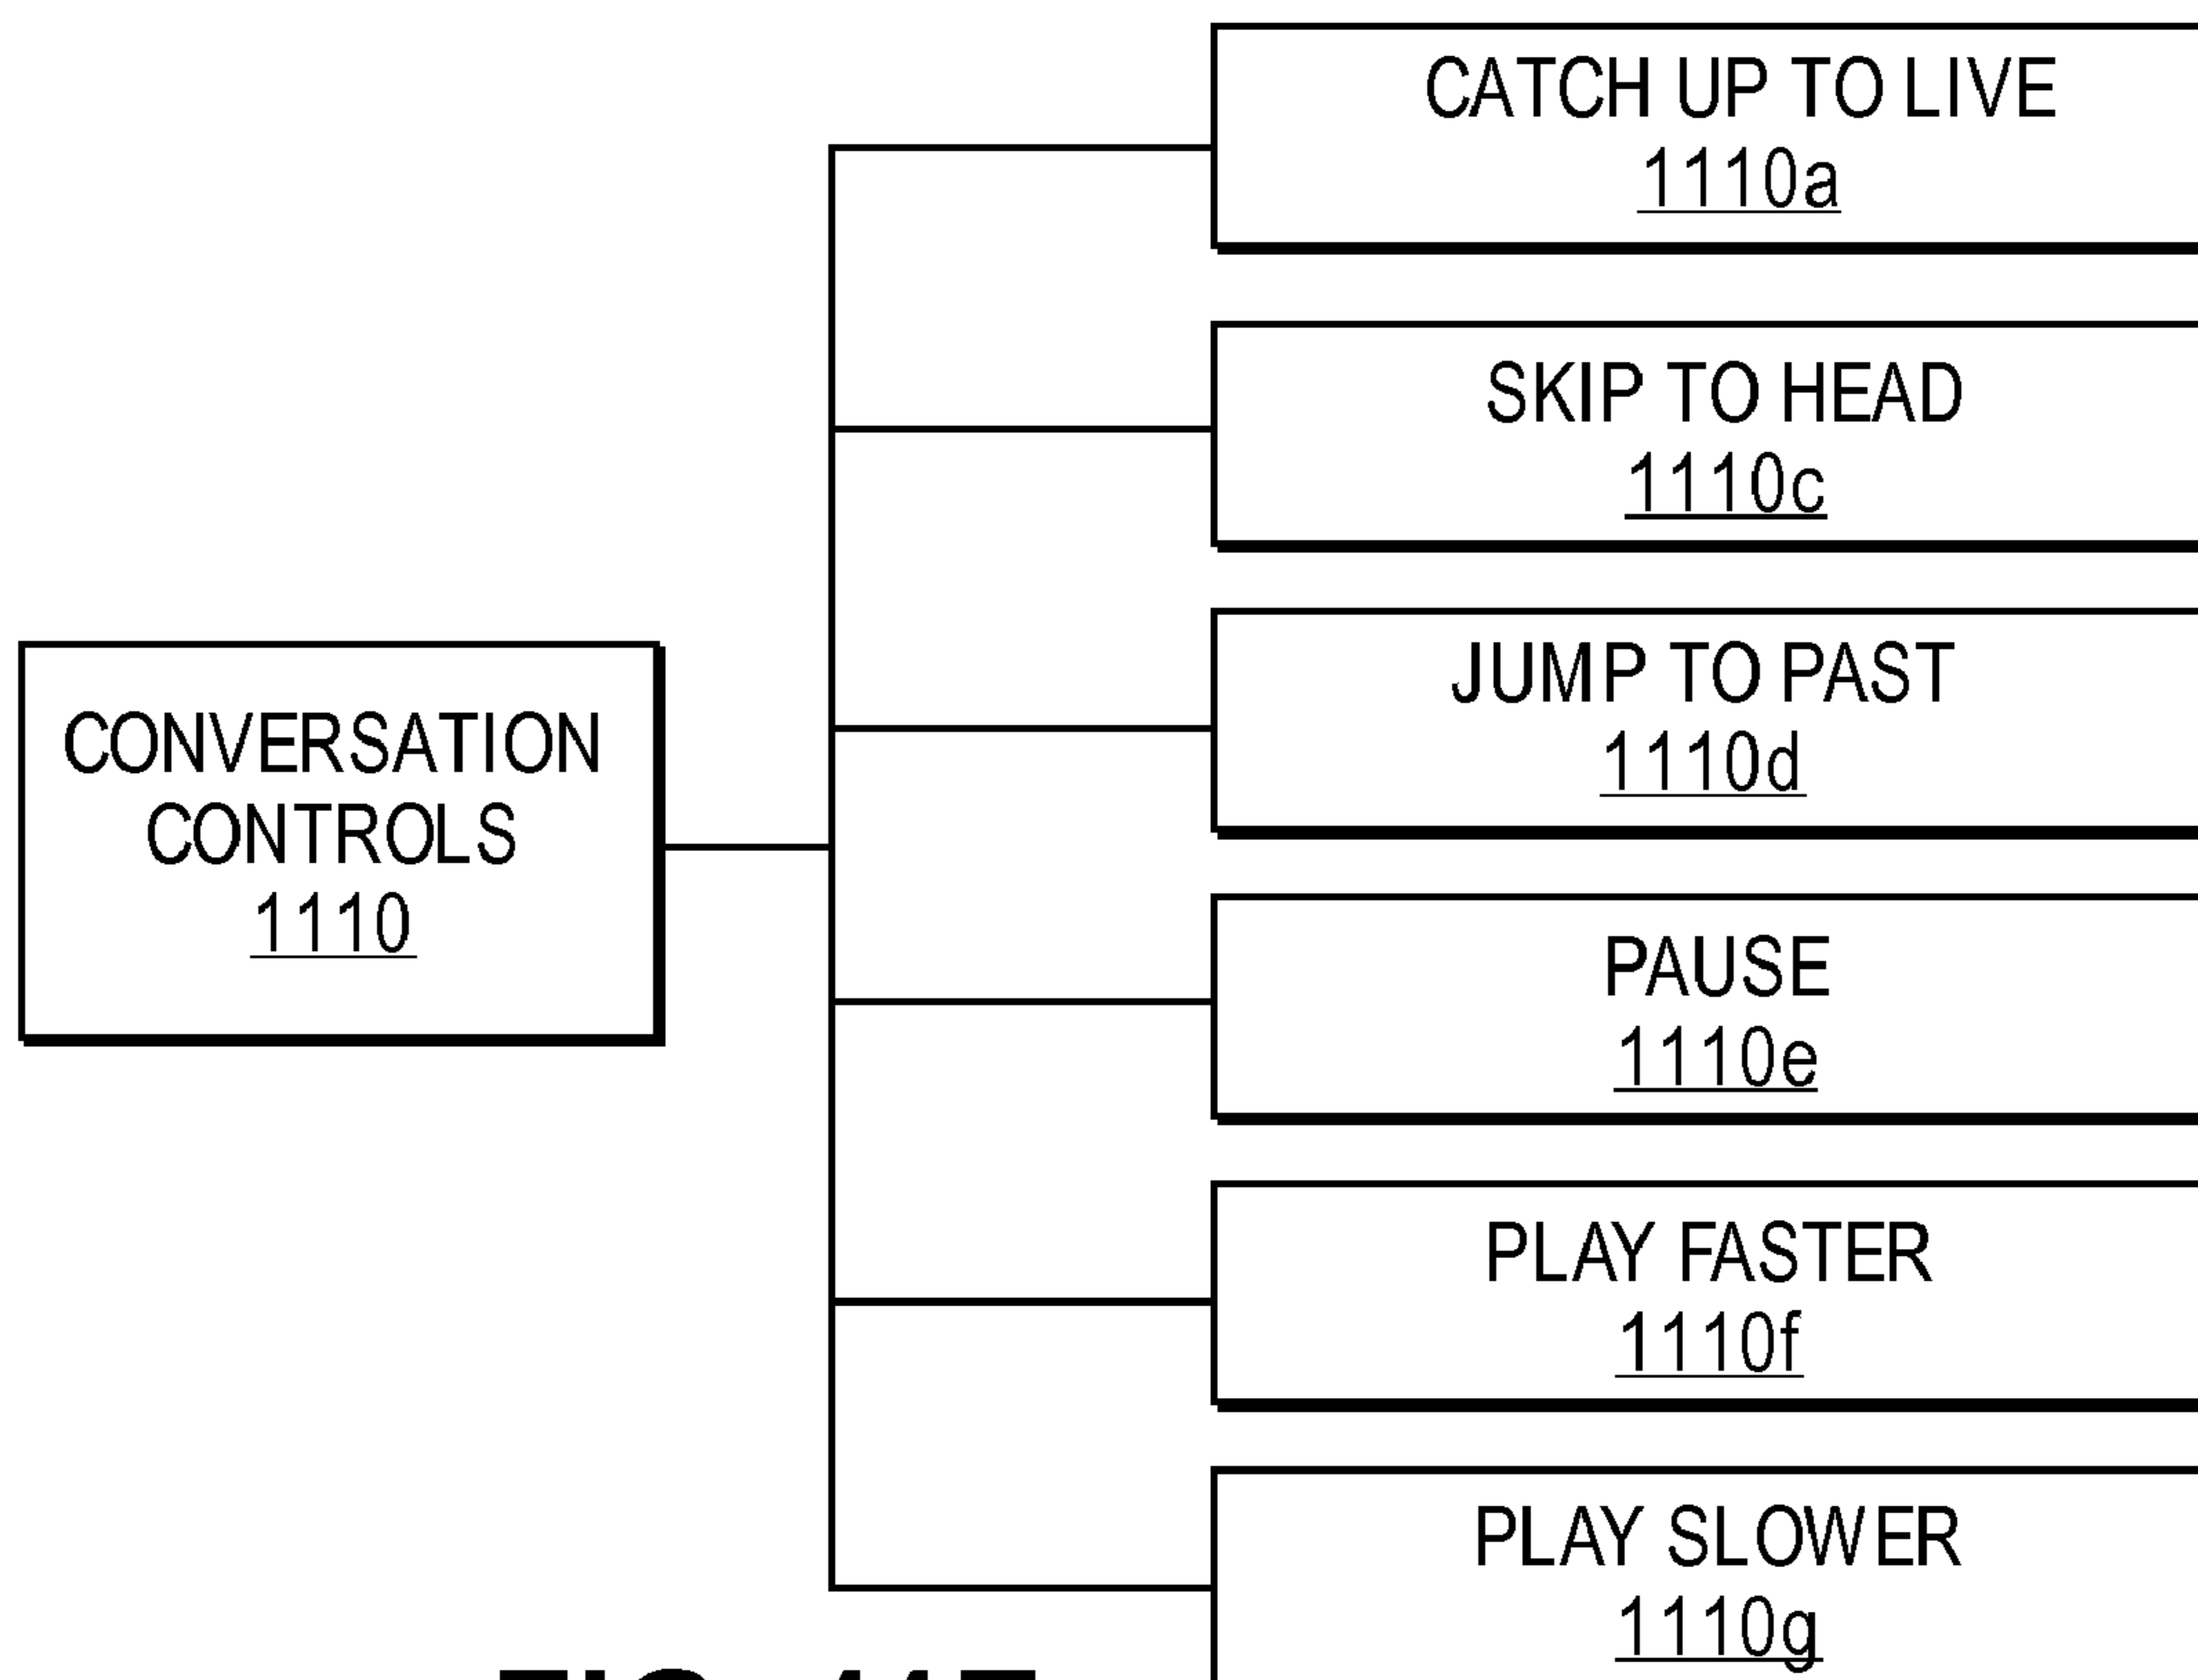 CATCH UP TO LIVE
1110a
SKIP TO HEAD
1110c
JUMP TO PAST
1110d
CONVERSATION
CONTROLS
1110
PAUSE
1110e
PLAY FASTER
1110f
PLAY SLOWER
1110g